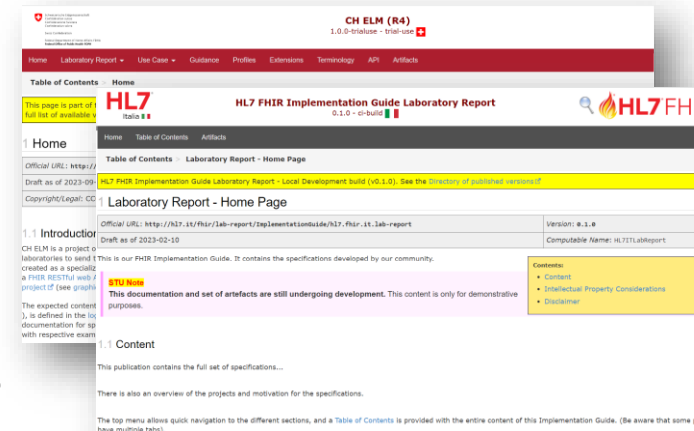 CH ELM (R4)
1.0.0-trialuse - trial-use
Home Laboratory Report Use Case Guidance Profiles Extensions Terminology API Artifacts
Table of Contents > Home
This page is part of t
full list of available v
1 Home
Official URL: http:/
Draft as of 2023-09-
Copyright/Legal: CC
1.1 Introduction
CH ELM is a project o
laboratories to send t
created as a specializ
a FHIR RESTful web A
project (see graphi
The expected content
), is defined in the log
documentation for sp
with respective exam
HL7
Italia
HL7 FHIR Implementation Guide Laboratory Report
0.1.0 - ci-build
HL7 FH
Home Table of Contents Artifacts
Table of Contents > Laboratory Report - Home Page
HL7 FHIR Implementation Guide Laboratory Report - Local Development build (v0.1.0). See the Directory of published versions
1 Laboratory Report - Home Page
Official URL: http://hl7.it/fhir/lab-report/ImplementationGuide/hl7.fhir.it.lab-report Version: 0.1.0
Draft as of 2023-02-10 Computable Name: HL7ITLabReport
This is our FHIR Implementation Guide. It contains the specifications developed by our community.
STU Note
This documentation and set of artefacts are still undergoing development. This content is only for demonstrative
purposes.
Contents:
Content
Intellectual Property Considerations
Disclaimer
1.1 Content
This publication contains the full set of specifications...
There is also an overview of the projects and motivation for the specifications.
The top menu allows quick navigation to the different sections, and a Table of Contents is provided with the entire content of this Implementation Guide. (Be aware that some p
have multiple tabs).